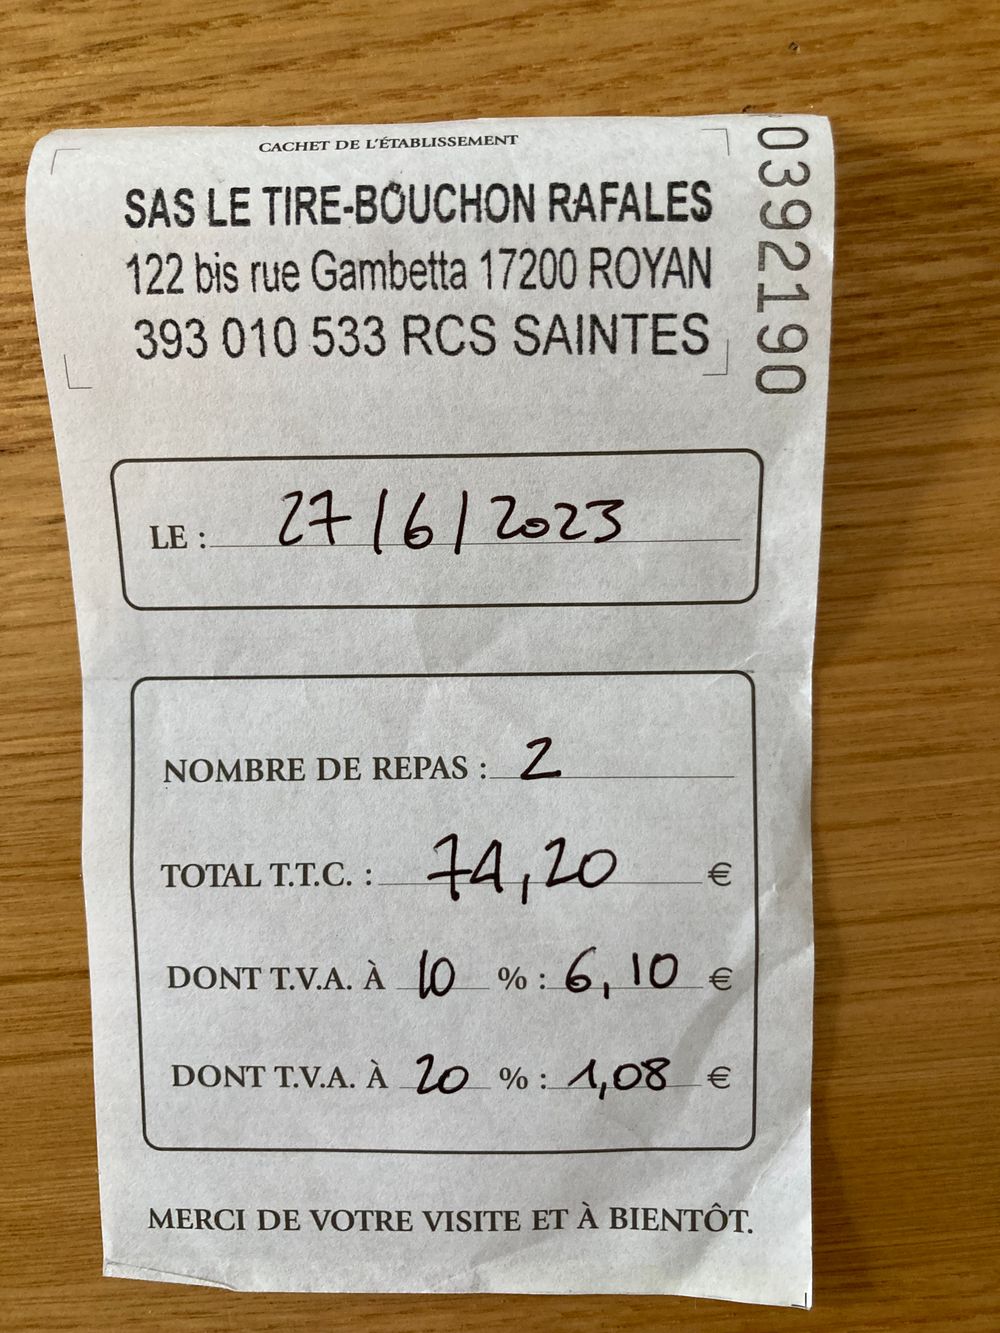 CACHET DE L'ÉTABLISSEMENT
SAS LE TIRE-BOUCHON RAFALES
122 bis rue Gambetta 17200 ROYAN
393 010 533 RCS SAINTES
0392190
LE : 27/6/2023
NOMBRE DE REPAS : 2
TOTAL T.T.C. : 74,20 €
DONT T.V.A. À 10 % : 6,10 €
DONT T.V.A. À 20 % : 1,08 €
MERCI DE VOTRE VISITE ET À BIENTÔT.